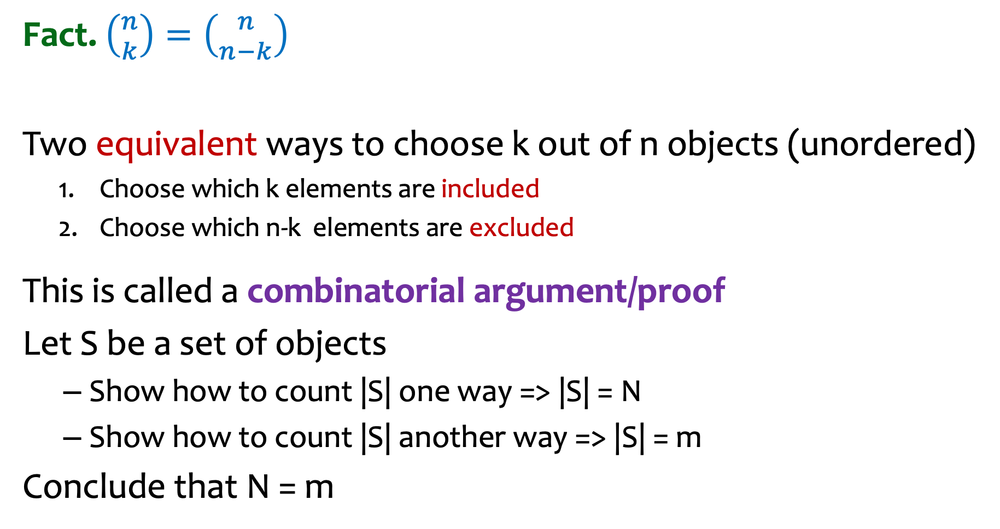 Fact. $\binom{n}{k} = \binom{n}{n-k}$
Two equivalent ways to choose k out of n objects (unordered)
1. Choose which k elements are included
2. Choose which n-k elements are excluded
This is called a combinatorial argument/proof
Let S be a set of objects
– Show how to count |S| one way => |S| = N
– Show how to count |S| another way => |S| = m
Conclude that N = m